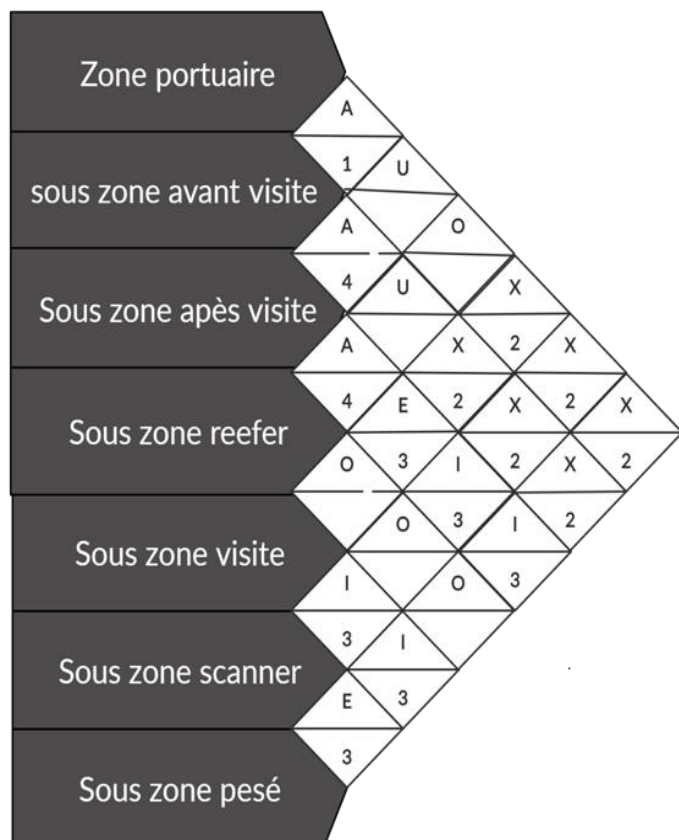 Zone portuaire
A
1 U
sous zone avant visite
A O
4 U X
Sous zone apès visite
A X 2 X
4 E 2 X 2 X
Sous zone reefer
O 3 I 2 X 2
O 3 I 2
Sous zone visite
I O 3
3 I
Sous zone scanner
E 3
3
Sous zone pesé